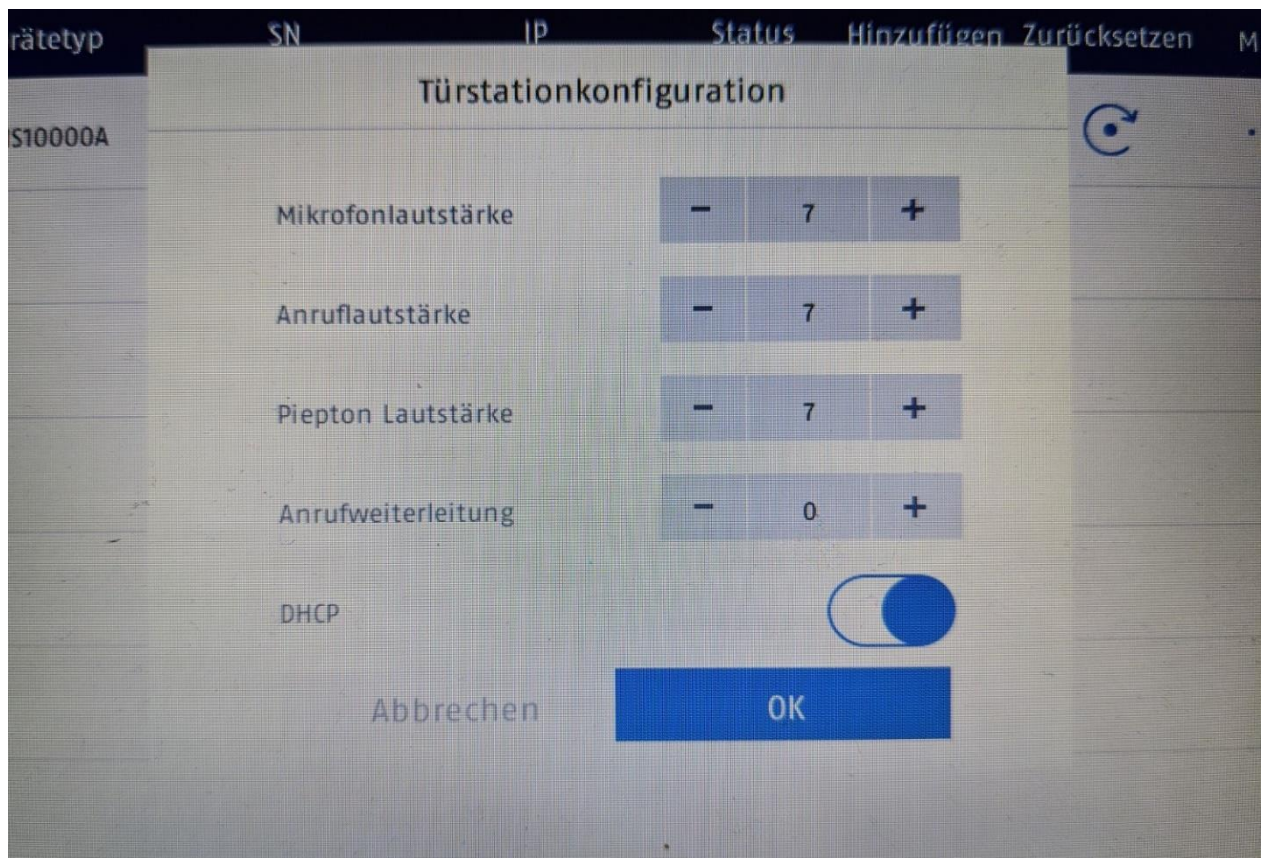 rätetyp SN IP Status Hinzufügen Zurücksetzen M
Türstationkonfiguration
S10000A
Mikrofonlautstärke - 7 +
Anruflautstärke - 7 +
Piepton Lautstärke - 7 +
Anrufweiterleitung - 0 +
DHCP
Abbrechen OK